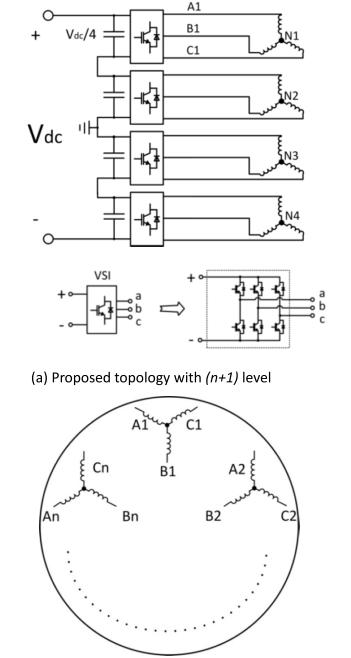 A1
+ Vdc/4 B1 N1
C1
N2
Vdc
N3
- N4
VSI
+ a + a
b b
- c - c
(a) Proposed topology with (n+1) level
A1 C1
B1
Cn A2
An Bn B2 C2